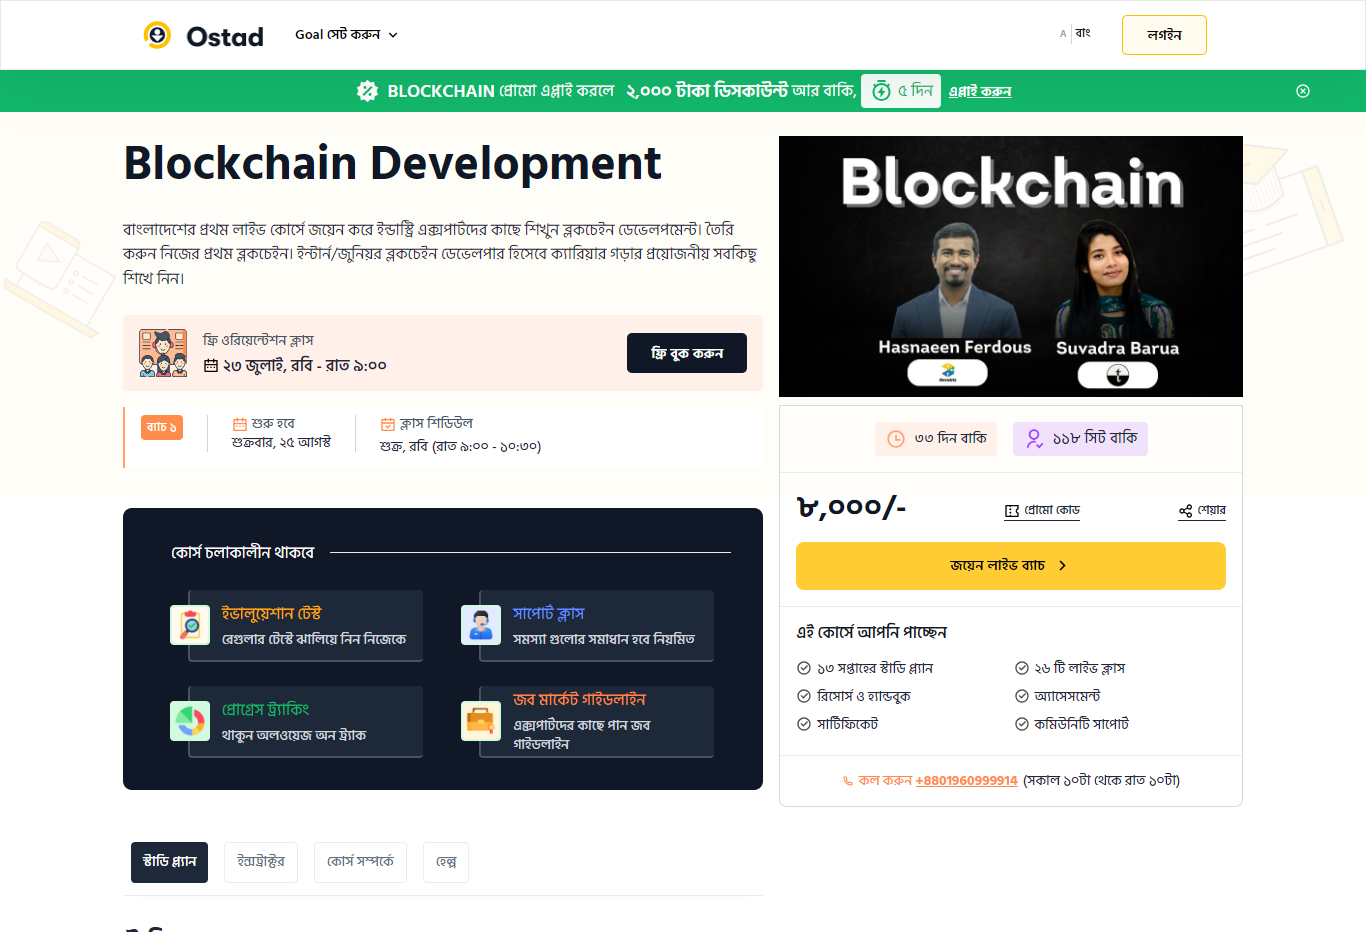 Ostad
Goal সেট করুন
A বাং
লগইন
BLOCKCHAIN প্রোমো এপ্লাই করলে ২,০০০ টাকা ডিসকাউন্ট আর বাকি, ৫ দিন এপ্লাই করুন
Blockchain Development
বাংলাদেশের প্রথম লাইভ কোর্সে জয়েন করে ইন্ডাস্ট্রি এক্সপার্টদের কাছে শিখুন ব্লকচেইন ডেভেলপমেন্ট। তৈরি
করুন নিজের প্রথম ব্লকচেইন। ইন্টার্ন/জুনিয়র ব্লকচেইন ডেভেলপার হিসেবে ক্যারিয়ার গড়ার প্রয়োজনীয় সবকিছু
শিখে নিন।
ফ্রি ওরিয়েন্টেশন ক্লাস
২৩ জুলাই, রবি - রাত ৯:০০
ফ্রি বুক করুন
ব্যাচ ১
শুরু হবে
শুক্রবার, ২৫ আগস্ট
ক্লাস শিডিউল
শুক্র, রবি (রাত ৯:০০ - ১০:৩০)
কোর্স চলাকালীন থাকবে
ইভালুয়েশান টেস্ট
রেগুলার টেস্টে ঝালিয়ে নিন নিজেকে
সাপোর্ট ক্লাস
সমস্যা গুলোর সমাধান হবে নিয়মিত
প্রোগ্রেস ট্র্যাকিং
থাকুন অলওয়েজ অন ট্র্যাক
জব মার্কেট গাইডলাইন
এক্সপার্টদের কাছে পান জব
গাইডলাইন
স্টাডি প্ল্যান
ইন্সট্রাক্টর
কোর্স সম্পর্কে
হেল্প
Blockchain
Hasnaeen Ferdous
Suvadra Barua
৩৩ দিন বাকি
১১৮ সিট বাকি
৮,০০০/-
প্রোমো কোড
শেয়ার
জয়েন লাইভ ব্যাচ
এই কোর্সে আপনি পাচ্ছেন
১৩ সপ্তাহের স্টাডি প্ল্যান
২৬ টি লাইভ ক্লাস
রিসোর্স ও হ্যান্ডবুক
অ্যাসেসমেন্ট
সার্টিফিকেট
কমিউনিটি সাপোর্ট
কল করুন +8801960999914 (সকাল ১০টা থেকে রাত ১০টা)